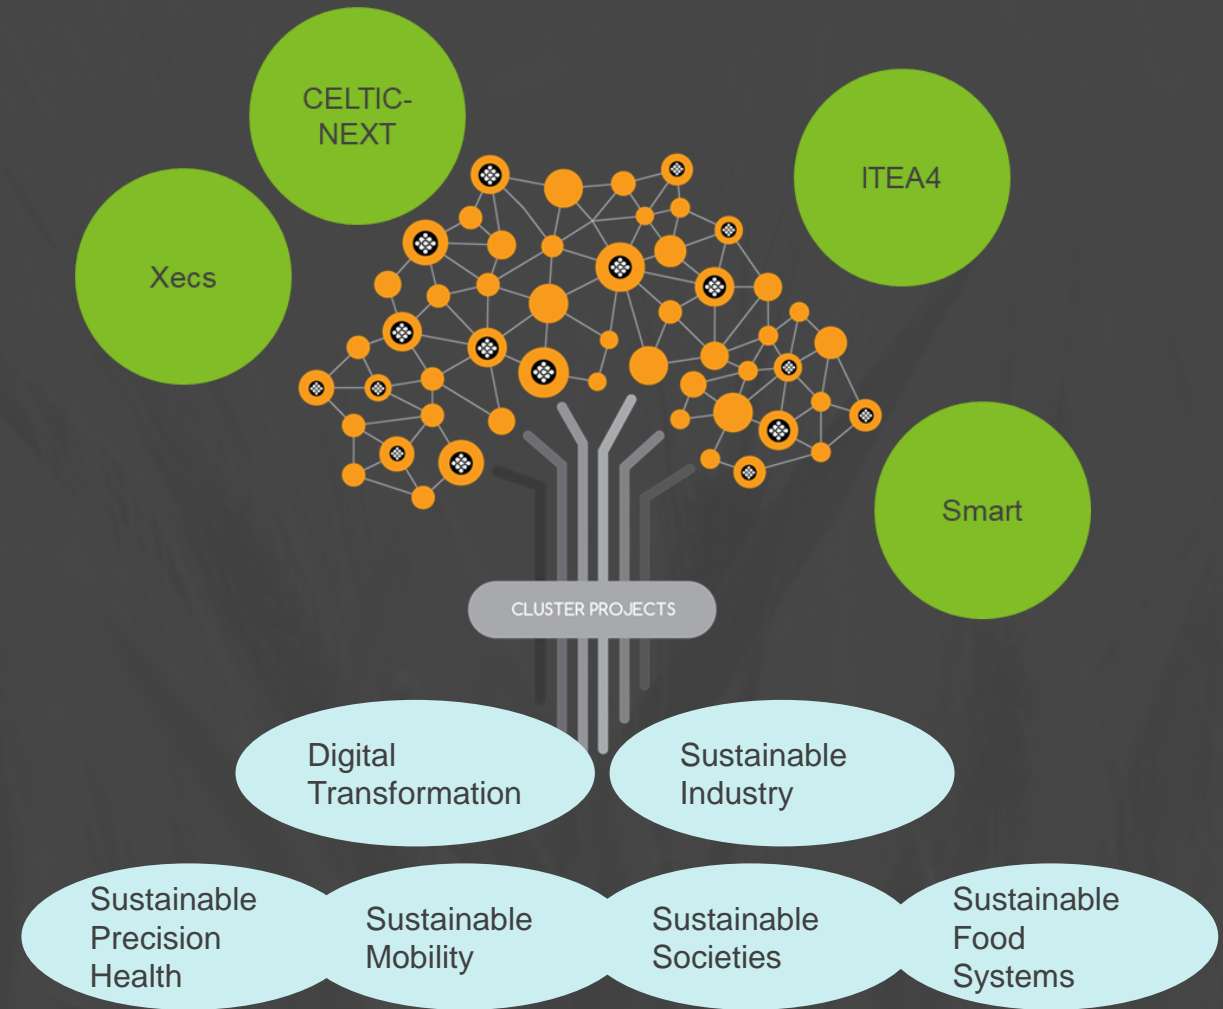 CELTIC-
NEXT
ITEA4
Xecs
Smart
CLUSTER PROJECTS
Digital
Transformation
Sustainable
Industry
Sustainable
Precision
Health
Sustainable
Mobility
Sustainable
Societies
Sustainable
Food
Systems